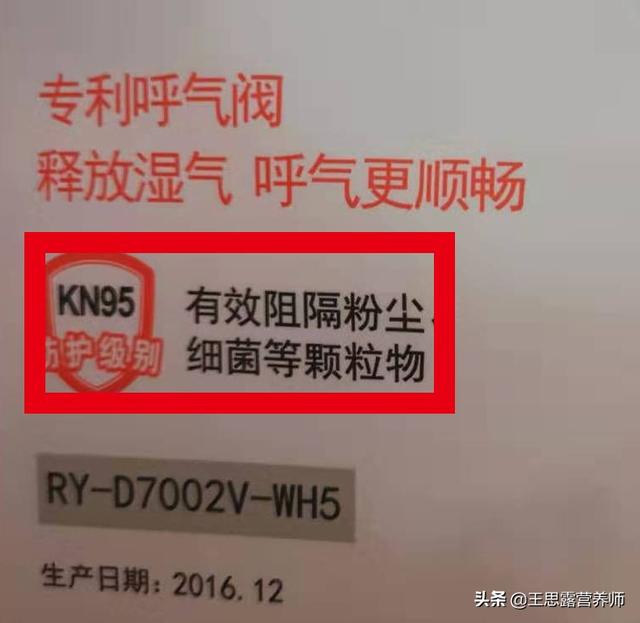 专利呼气阀
释放湿气 呼气更顺畅
KN95
防护级别
有效阻隔粉尘、
细菌等颗粒物
RY-D7002V-WH5
生产日期：2016.12
头条 @王思露营养师